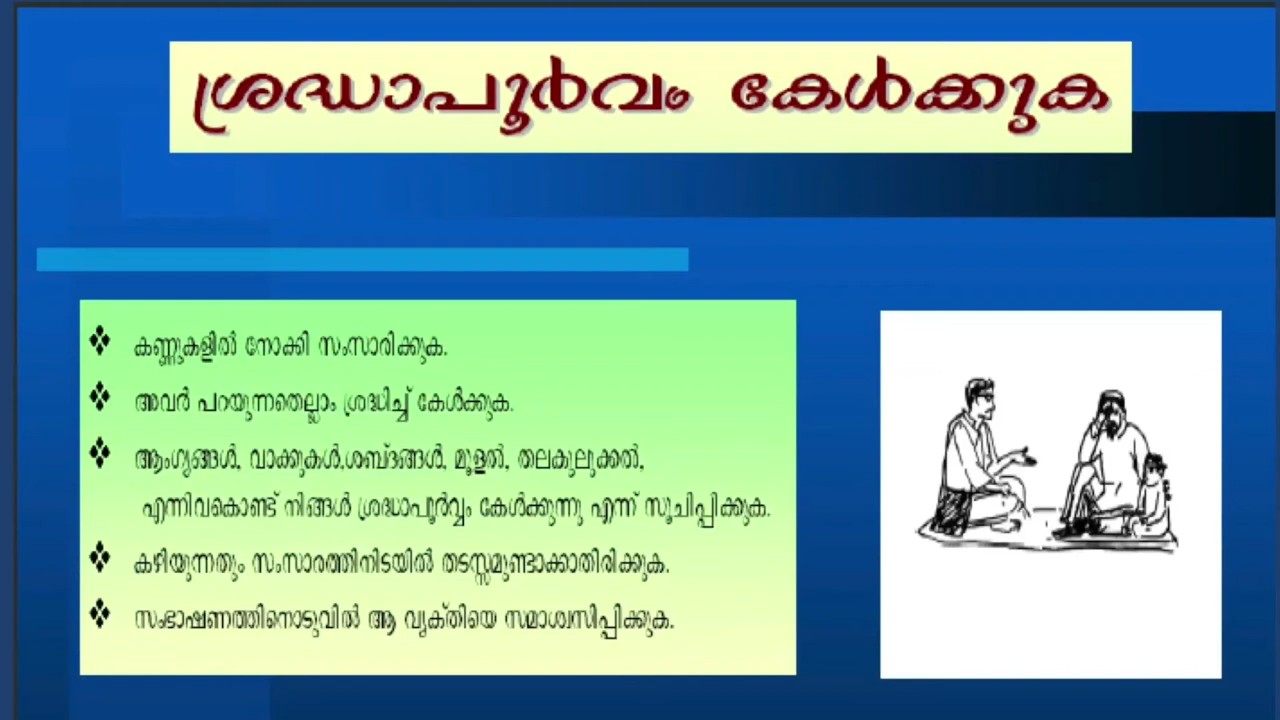 ശ്രദ്ധാപൂർവം കേൾക്കുക
❖ കണ്ണുകളിൽ നോക്കി സംസാരിക്കുക.
❖ അവർ പറയുന്നതെല്ലാം ശ്രദ്ധിച്ച് കേൾക്കുക.
❖ ആംഗ്യങ്ങൾ, വാക്കുകൾ,ശബ്ദങ്ങൾ, മൂളൽ, തലകുലുക്കൽ,
എന്നിവകൊണ്ട് നിങ്ങൾ ശ്രദ്ധാപൂർവ്വം കേൾക്കുന്നു എന്ന് സൂചിപ്പിക്കുക.
❖ കഴിയുന്നതും സംസാരത്തിനിടയിൽ തടസ്സമുണ്ടാക്കാതിരിക്കുക.
❖ സംഭാഷണത്തിനൊടുവിൽ ആ വ്യക്തിയെ സമാശ്വസിപ്പിക്കുക.